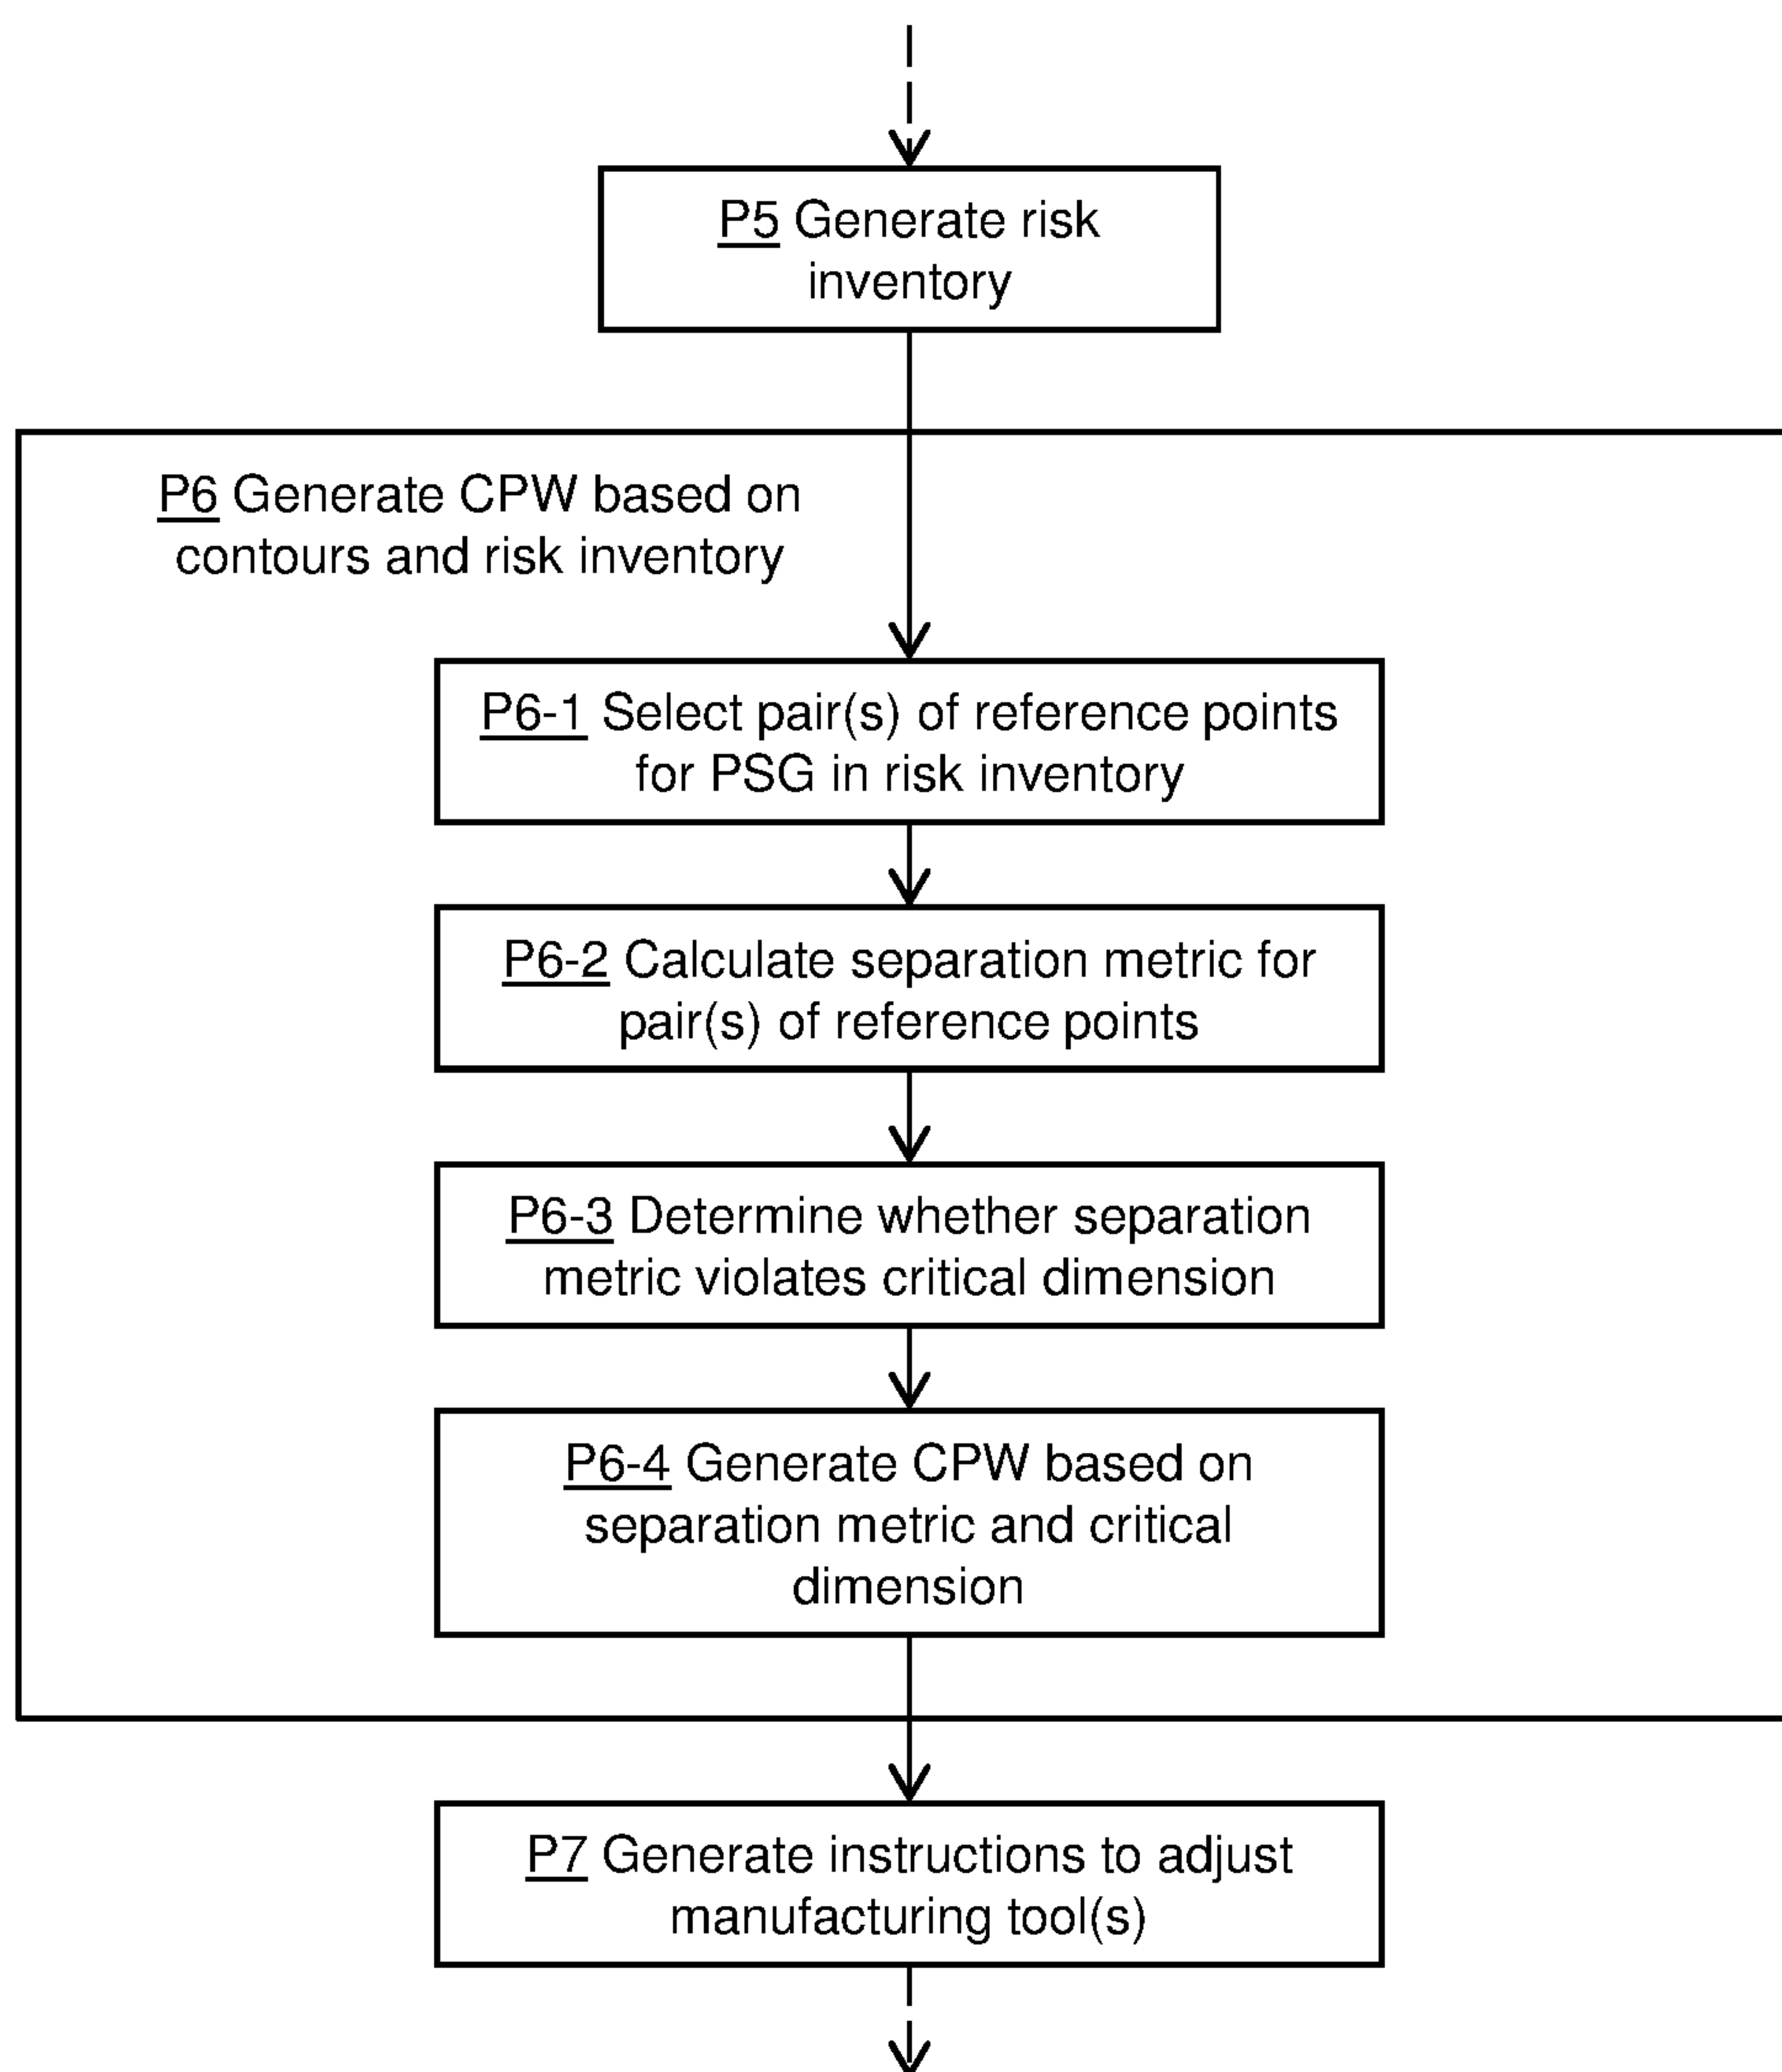 P5 Generate risk
inventory
P6 Generate CPW based on
contours and risk inventory
P6-1 Select pair(s) of reference points
for PSG in risk inventory
P6-2 Calculate separation metric for
pair(s) of reference points
P6-3 Determine whether separation
metric violates critical dimension
P6-4 Generate CPW based on
separation metric and critical
dimension
P7 Generate instructions to adjust
manufacturing tool(s)